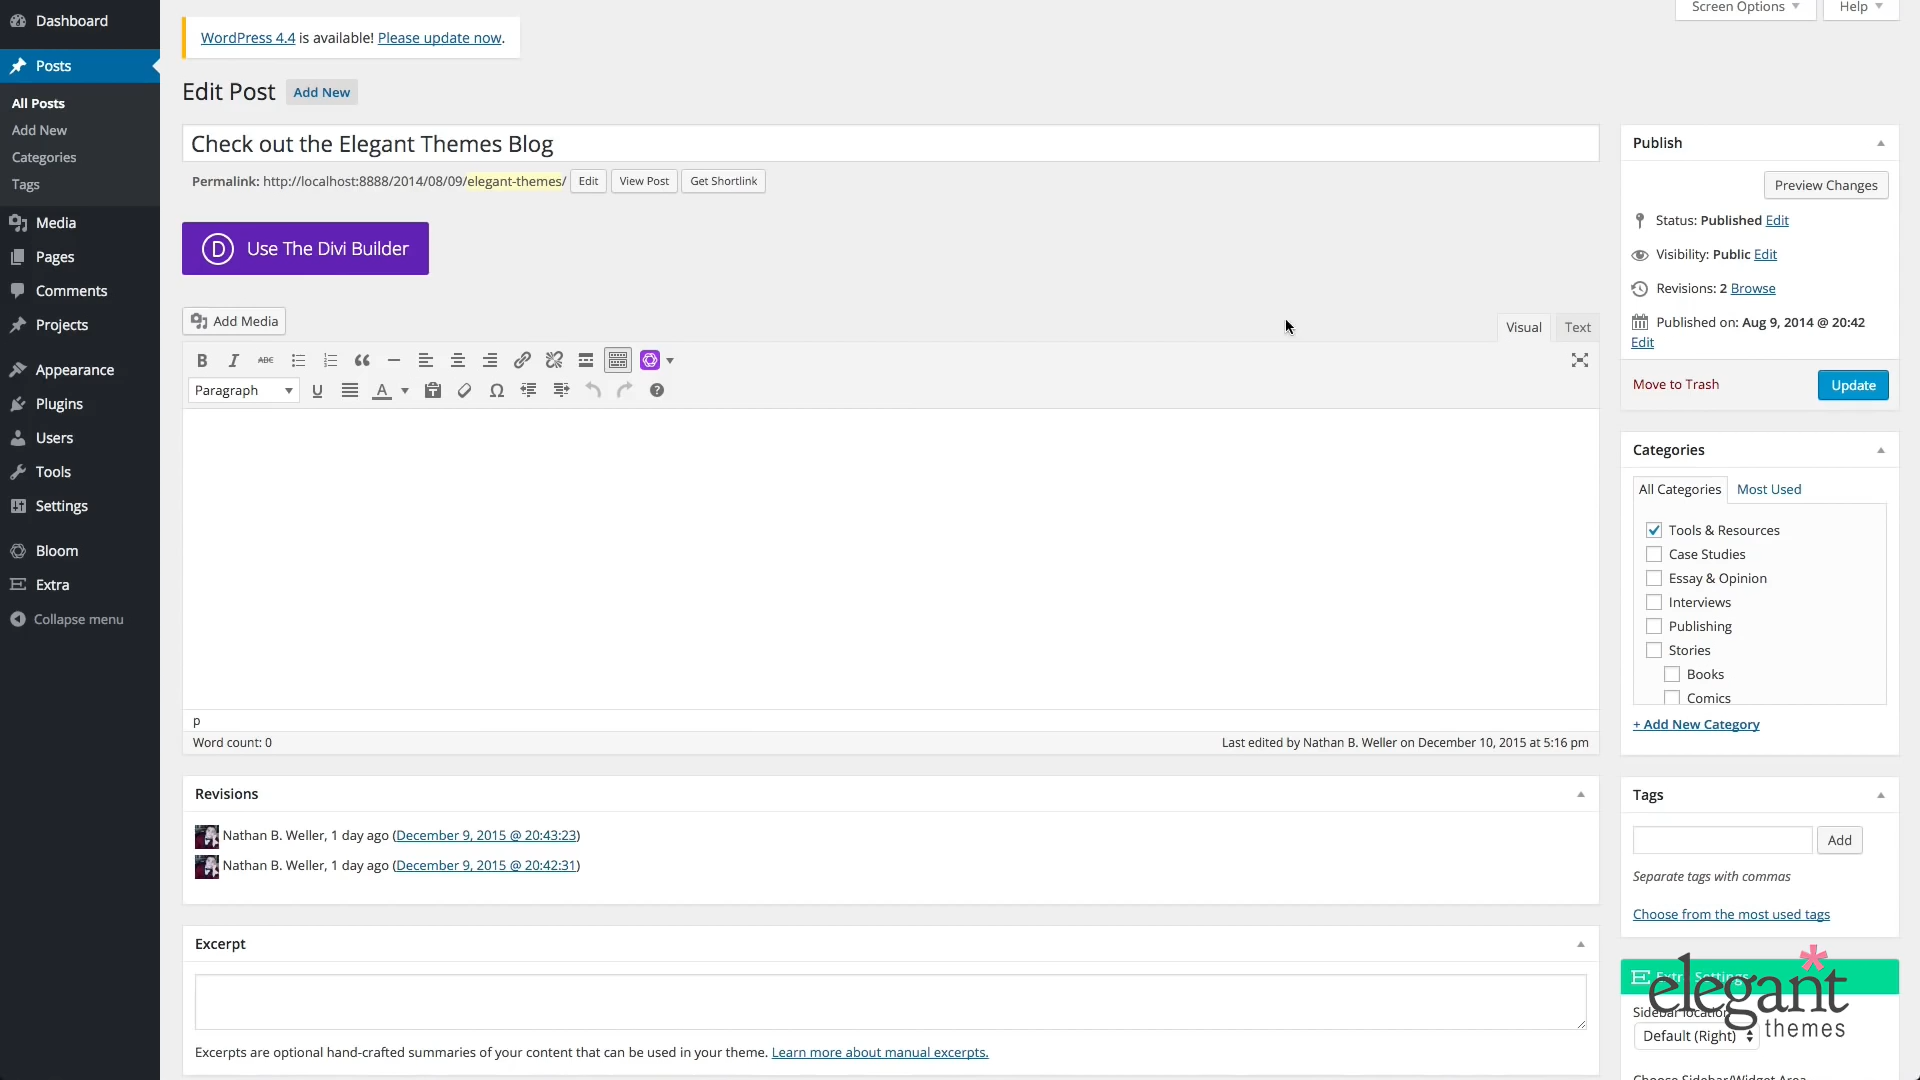 Dashboard
Posts
All Posts
Add New
Categories
Tags
Media
Pages
Comments
Projects
Appearance
Plugins
Users
Tools
Settings
Bloom
Extra
Collapse menu
Screen Options
Help
WordPress 4.4 is available! Please update now.
Edit Post Add New
Check out the Elegant Themes Blog
Permalink: http://localhost:8888/2014/08/09/elegant-themes/ Edit View Post Get Shortlink
D Use The Divi Builder
Add Media
Visual Text
B I ABC
Paragraph U A Ω ?
p
Word count: 0
Last edited by Nathan B. Weller on December 10, 2015 at 5:16 pm
Revisions
Nathan B. Weller, 1 day ago (December 9, 2015 @ 20:43:23)
Nathan B. Weller, 1 day ago (December 9, 2015 @ 20:42:31)
Excerpt
Excerpts are optional hand-crafted summaries of your content that can be used in your theme. Learn more about manual excerpts.
Publish
Preview Changes
Status: Published Edit
Visibility: Public Edit
Revisions: 2 Browse
Published on: Aug 9, 2014 @ 20:42
Edit
Move to Trash Update
Categories
All Categories Most Used
Tools & Resources
Case Studies
Essay & Opinion
Interviews
Publishing
Stories
Books
Comics
+ Add New Category
Tags
Add
Separate tags with commas
Choose from the most used tags
Extra Settings
Sidebar location
Default (Right)
Choose Sidebar/Widget Area
elegant
themes